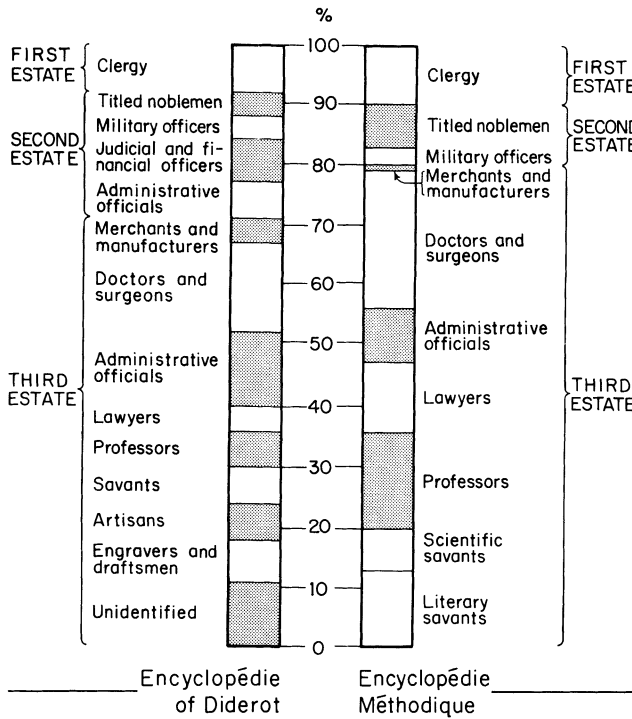 %
FIRST
ESTATE
Clergy
Titled noblemen
Military officers
SECOND
ESTATE
Judicial and fi-
nancial officers
Administrative
officials
Merchants and
manufacturers
Doctors and
surgeons
Administrative
officials
THIRD
ESTATE
Lawyers
Professors
Savants
Artisans
Engravers and
draftsmen
Unidentified
100
90
80
70
60
50
40
30
20
10
0
Clergy
FIRST
ESTATE
Titled noblemen
SECOND
ESTATE
Military officers
Merchants and
manufacturers
Doctors and
surgeons
Administrative
officials
Lawyers
THIRD
ESTATE
Professors
Scientific
savants
Literary
savants
Encyclopédie
of Diderot
Encyclopédie
Méthodique